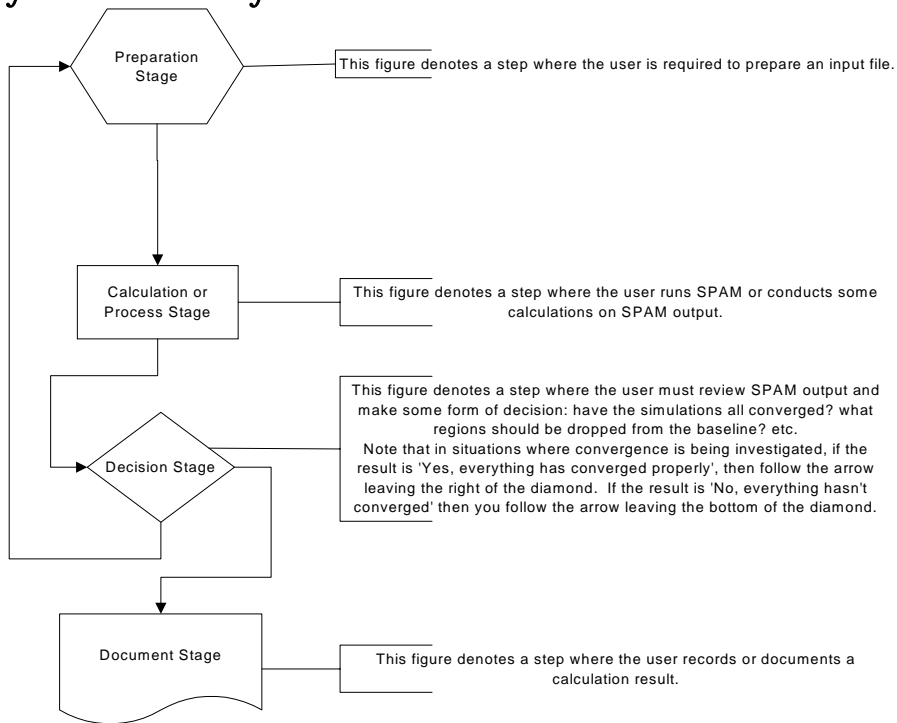 Preparation
Stage
This figure denotes a step where the user is required to prepare an input file.
Calculation or
Process Stage
This figure denotes a step where the user runs SPAM or conducts some
calculations on SPAM output.
This figure denotes a step where the user must review SPAM output and
make some form of decision: have the simulations all converged? what
regions should be dropped from the baseline? etc.
Note that in situations where convergence is being investigated, if the
result is 'Yes, everything has converged properly', then follow the arrow
leaving the right of the diamond.  If the result is 'No, everything hasn't
converged' then you follow the arrow leaving the bottom of the diamond.
Decision Stage
Document Stage
This figure denotes a step where the user records or documents a
calculation result.